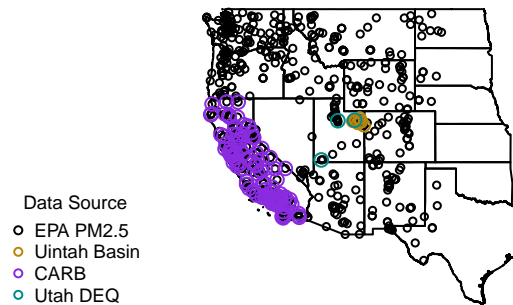 Data Source
EPA PM2.5
Uintah Basin
CARB
Utah DEQ